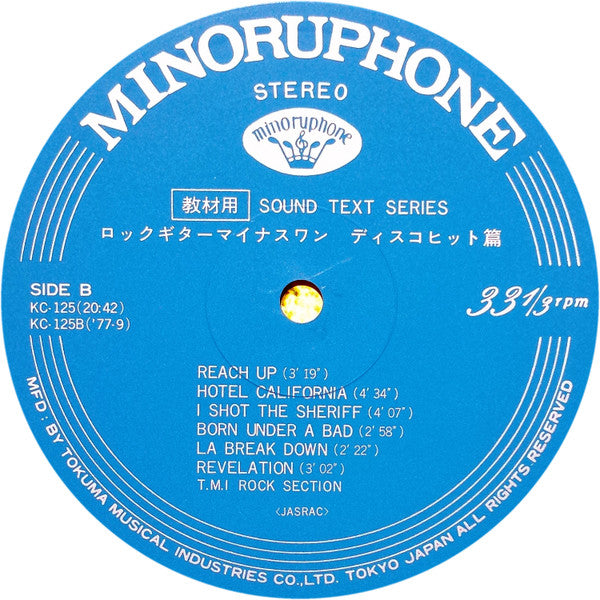 MINORUPHONE
STEREO
minoruphone
教材用 SOUND TEXT SERIES
ロックギターマイナスワン ディスコヒット篇
SIDE B
KC-125(20:42)
KC-125B('77-9)
33 1/3 rpm
REACH UP (3′ 19″)
HOTEL CALIFORNIA (4′ 34″)
I SHOT THE SHERIFF (4′ 07″)
BORN UNDER A BAD (2′ 58″)
LA BREAK DOWN (2′ 22″)
REVELATION (3′ 02″)
T.M.I ROCK SECTION
<JASRAC>
MFD : BY TOKUMA MUSICAL INDUSTRIES CO.,LTD. TOKYO JAPAN ALL RIGHTS RESERVED